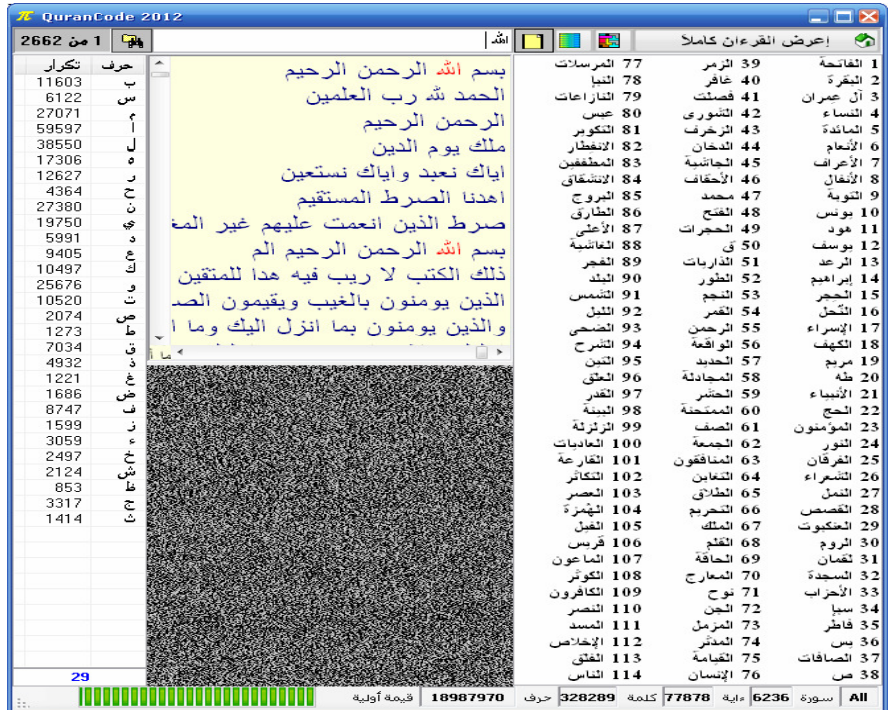 QuranCode 2012
إعرض القرءان كاملاً
الله
1 من 2662
1 الفاتحة
2 البقرة
3 آل عمران
4 النساء
5 المائدة
6 الأنعام
7 الأعراف
8 الأنفال
9 التوبة
10 يونس
11 هود
12 يوسف
13 الرعد
14 إبراهيم
15 الحجر
16 النحل
17 الإسراء
18 الكهف
19 مريم
20 طه
21 الأنبياء
22 الحج
23 المؤمنون
24 النور
25 الفرقان
26 الشعراء
27 النمل
28 القصص
29 العنكبوت
30 الروم
31 لقمان
32 السجدة
33 الأحزاب
34 سبإ
35 فاطر
36 يس
37 الصافات
38 ص
39 الزمر
40 غافر
41 فصلت
42 الشورى
43 الزخرف
44 الدخان
45 الجاثية
46 الأحقاف
47 محمد
48 الفتح
49 الحجرات
50 ق
51 الذاريات
52 الطور
53 النجم
54 القمر
55 الرحمن
56 الواقعة
57 الحديد
58 المجادلة
59 الحشر
60 الممتحنة
61 الصف
62 الجمعة
63 المنافقون
64 التغابن
65 الطلاق
66 التحريم
67 الملك
68 القلم
69 الحاقة
70 المعارج
71 نوح
72 الجن
73 المزمل
74 المدثر
75 القيامة
76 الإنسان
77 المرسلات
78 النبإ
79 النازاعات
80 عبس
81 التكوير
82 الانفطار
83 المطففين
84 الانشقاق
85 البروج
86 الطارق
87 الأعلى
88 الغاشية
89 الفجر
90 البلد
91 الشمس
92 الليل
93 الضحى
94 الشرح
95 التين
96 العلق
97 القدر
98 البينة
99 الزلزلة
100 العاديات
101 القارعة
102 التكاثر
103 العصر
104 الهمزة
105 الفيل
106 قريس
107 الماعون
108 الكوثر
109 الكافرون
110 النصر
111 المسد
112 الإخلاص
113 الفلق
114 الناس
بسم الله الرحمن الرحيم
الحمد لله رب العلمين
الرحمن الرحيم
ملك يوم الدين
اياك نعبد واياك نستعين
اهدنا الصرط المستقيم
صرط الذين انعمت عليهم غير المغ
بسم الله الرحمن الرحيم الم
ذلك الكتب لا ريب فيه هدا للمتقين
الذين يومنون بالغيب ويقيمون الصـ
والذين يومنون بما انزل اليك وما ا
حرف تكرار
ب 11603
س 6122
م 27071
أ 59597
ل 38550
ه 17306
ر 12627
ح 4364
ن 27380
ي 19750
د 5991
ع 9405
ك 10497
و 25676
ت 10520
ص 2074
ط 1273
ق 7034
ذ 4932
غ 1221
ض 1686
ف 8747
ز 1599
ء 3059
خ 2497
ش 2124
ظ 853
ج 3317
ث 1414
29
All سورة 6236 ءاية 77878 كلمة 328289 حرف 18987970 قيمة أولية